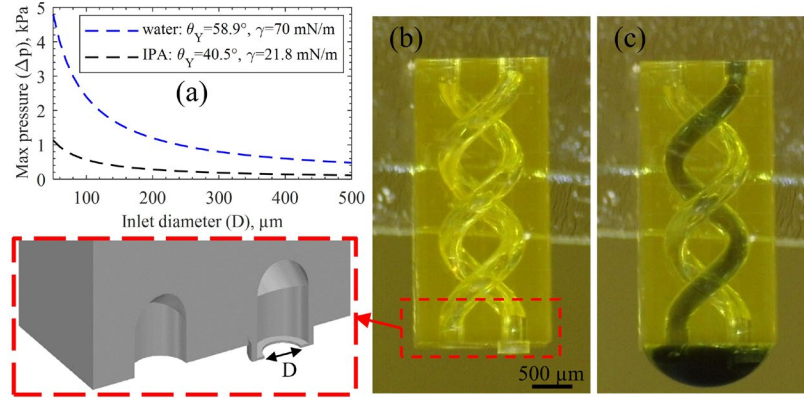 (a)
Max pressure (Δp), kPa
5
4
3
2
1
0
water: θY=58.9°, γ=70 mN/m
IPA: θY=40.5°, γ=21.8 mN/m
100
200
300
400
500
Inlet diameter (D), µm
D
(b)
500 µm
(c)